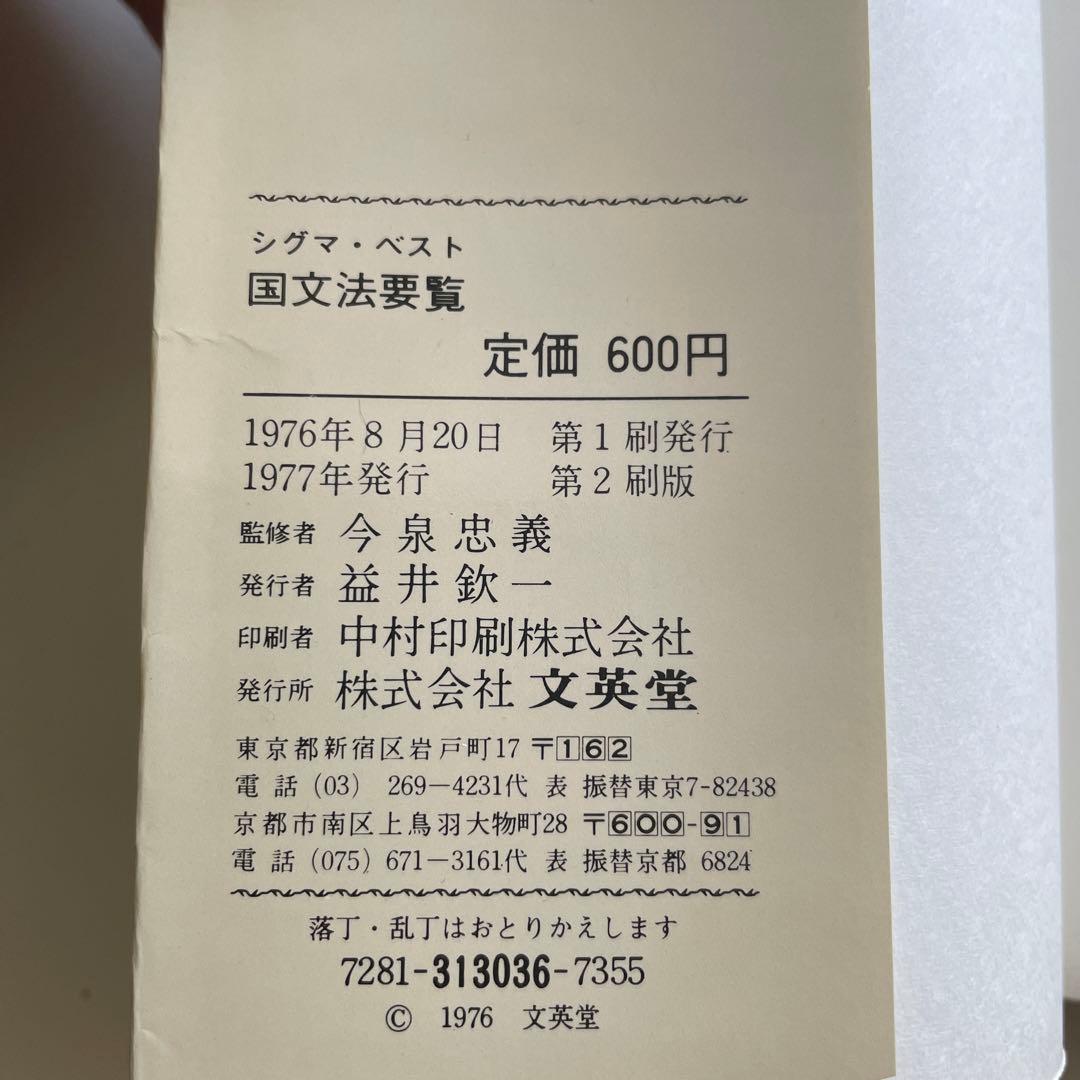 シグマ・ベスト
国文法要覧
定価 600円
1976年8月20日 第1刷発行
1977年発行 第2刷版
監修者 今泉忠義
発行者 益井欽一
印刷者 中村印刷株式会社
発行所 株式会社 文英堂
東京都新宿区岩戸町17 〒162
電話(03) 269-4231代表 振替東京7-82438
京都市南区上鳥羽大物町28 〒600-91
電話(075) 671-3161代表 振替京都 6824
落丁・乱丁はおとりかえします
7281-313036-7355
© 1976 文英堂